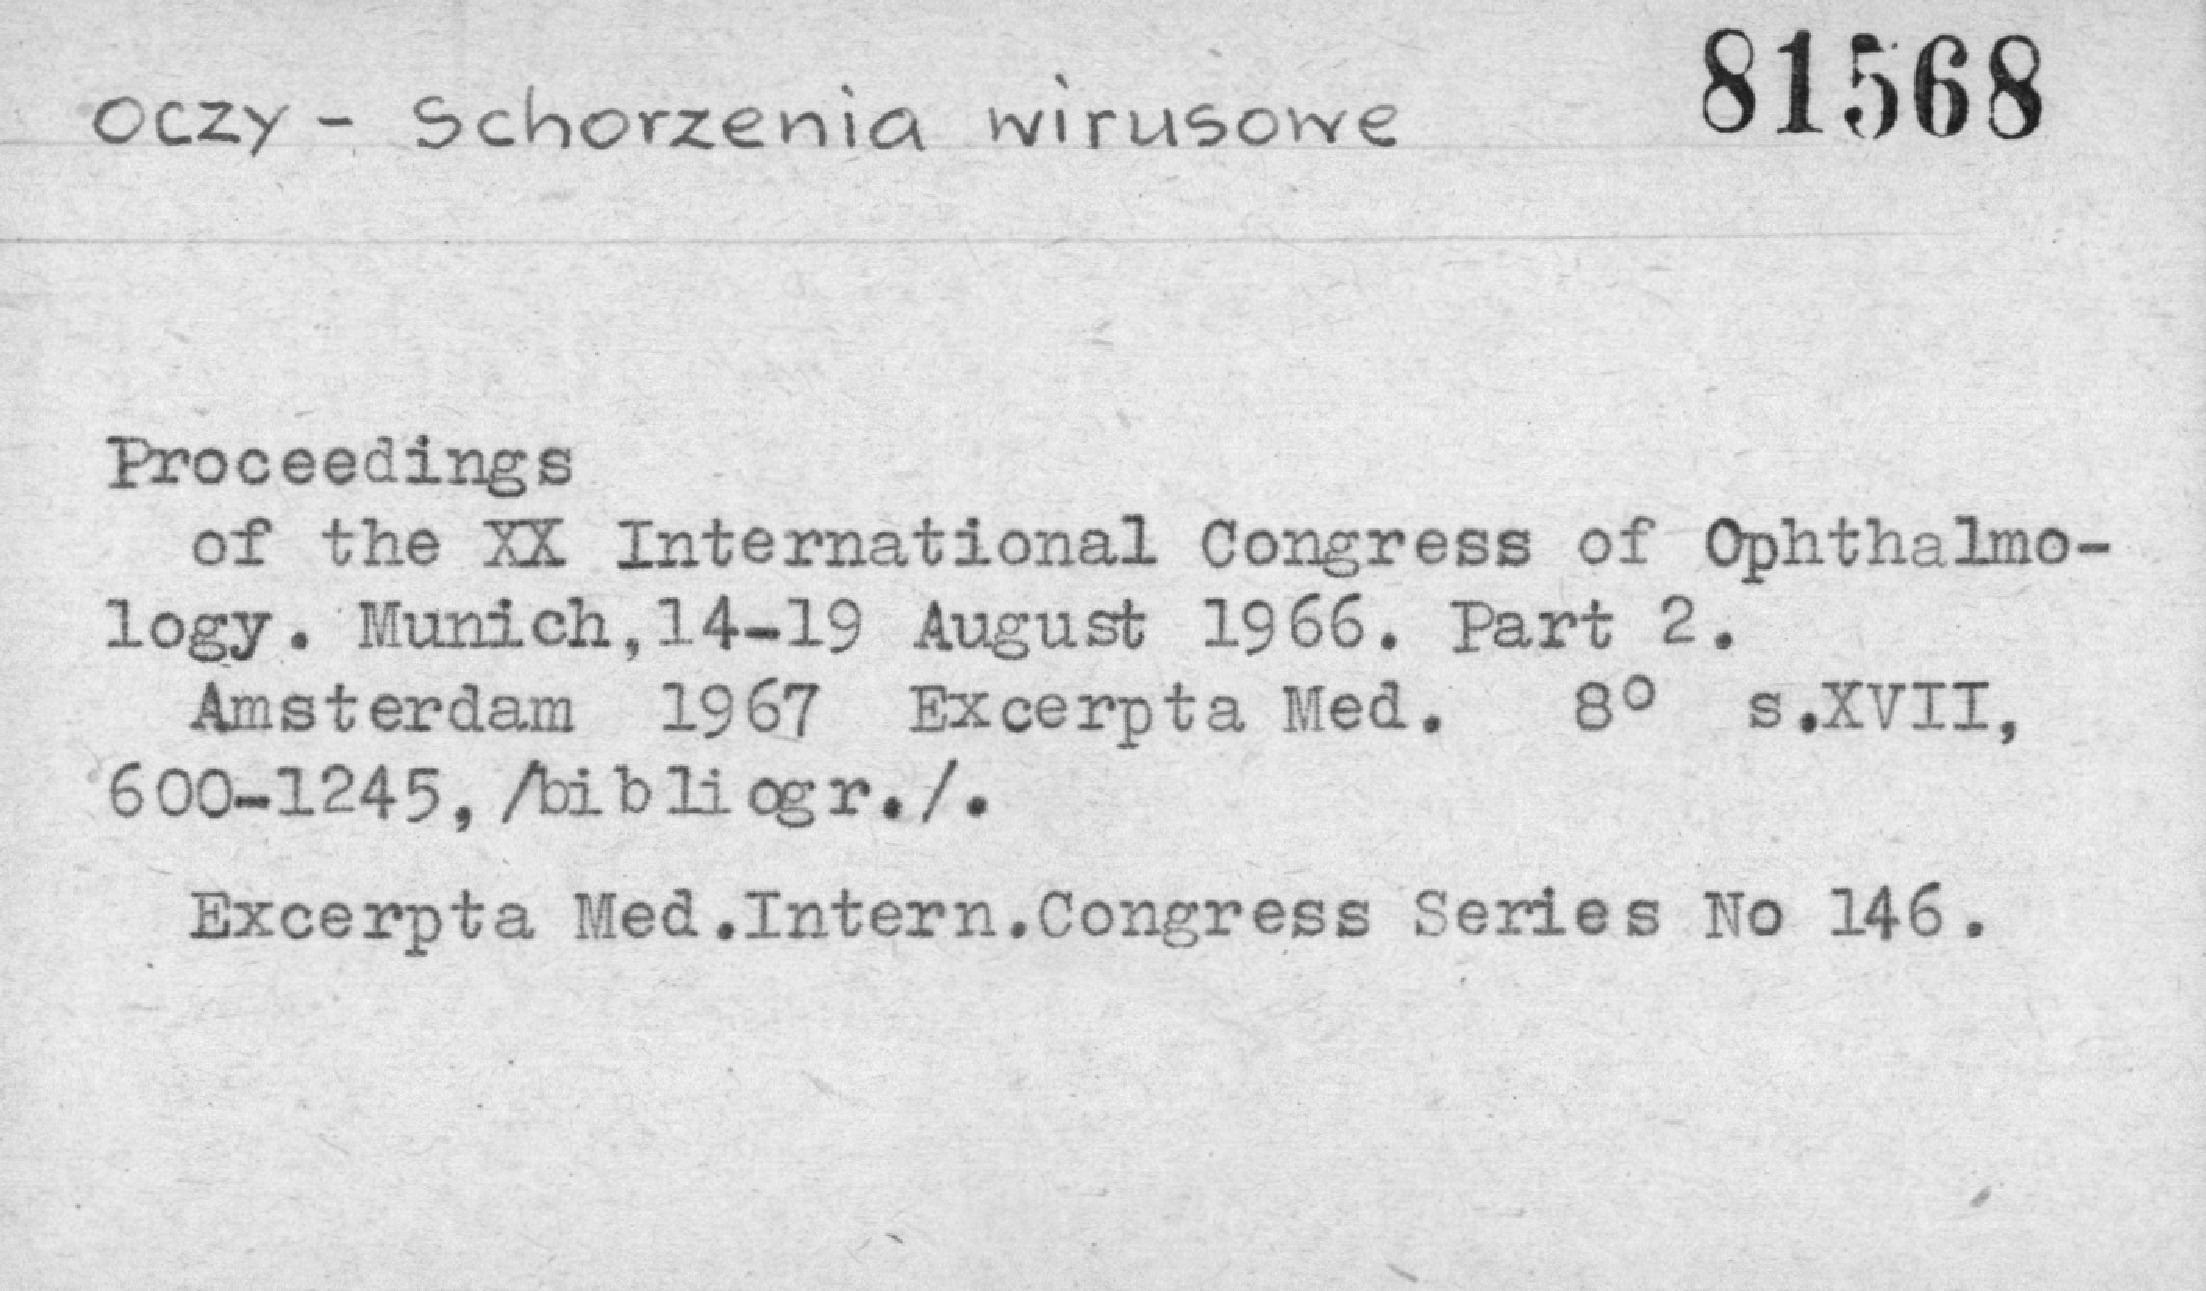 81568
oczy - Schorzenia wirusowe
Proceedings
of the XX International Congress of Ophthalmo-
logy. Munich,14-19 August 1966. Part 2.
Amsterdam 1967 Excerpta Med. 8° s.XVII,
600-1245, /bibliogr./.
Excerpta Med.Intern.Congress Series No 146.